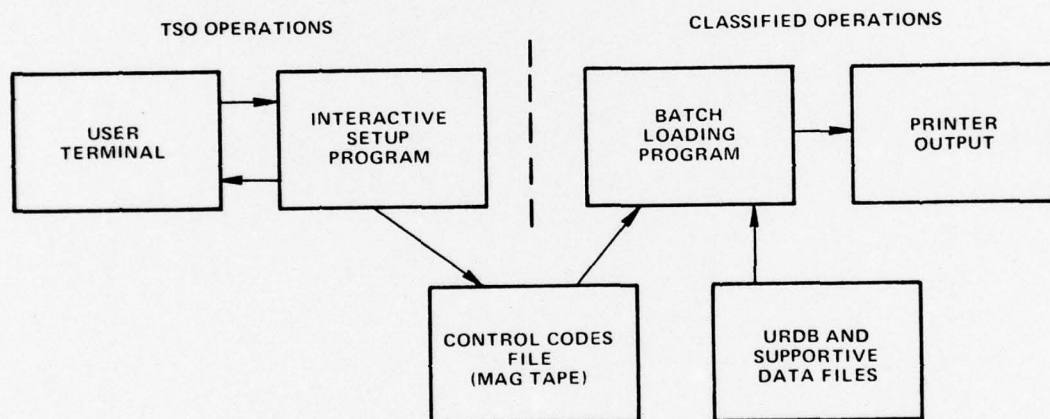 TSO OPERATIONS
CLASSIFIED OPERATIONS
USER
TERMINAL
INTERACTIVE
SETUP
PROGRAM
BATCH
LOADING
PROGRAM
PRINTER
OUTPUT
CONTROL CODES
FILE
(MAG TAPE)
URDB AND
SUPPORTIVE
DATA FILES